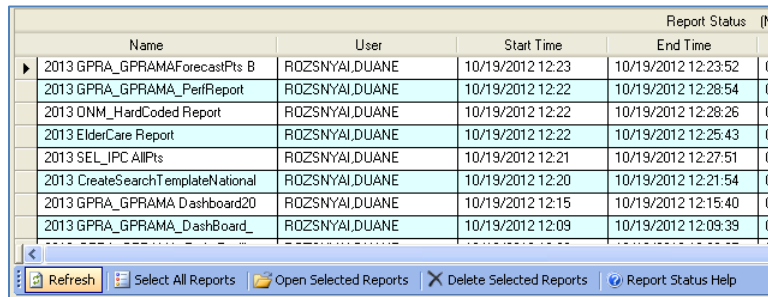 Report Status
Name User Start Time End Time
2013 GPRA_GPRAMAForecastPts B ROZSNYAI,DUANE 10/19/2012 12:23 10/19/2012 12:23:52
2013 GPRA_GPRAMA_PerfReport ROZSNYAI,DUANE 10/19/2012 12:22 10/19/2012 12:28:54
2013 ONM_HardCoded Report ROZSNYAI,DUANE 10/19/2012 12:22 10/19/2012 12:28:26
2013 ElderCare Report ROZSNYAI,DUANE 10/19/2012 12:22 10/19/2012 12:25:43
2013 SEL_IPC AllPts ROZSNYAI,DUANE 10/19/2012 12:21 10/19/2012 12:27:51
2013 CreateSearchTemplateNational ROZSNYAI,DUANE 10/19/2012 12:20 10/19/2012 12:21:54
2013 GPRA_GPRAMA Dashboard20 ROZSNYAI,DUANE 10/19/2012 12:15 10/19/2012 12:15:40
2013 GPRA_GPRAMA_DashBoard_ ROZSNYAI,DUANE 10/19/2012 12:09 10/19/2012 12:09:39
Refresh Select All Reports Open Selected Reports Delete Selected Reports Report Status Help